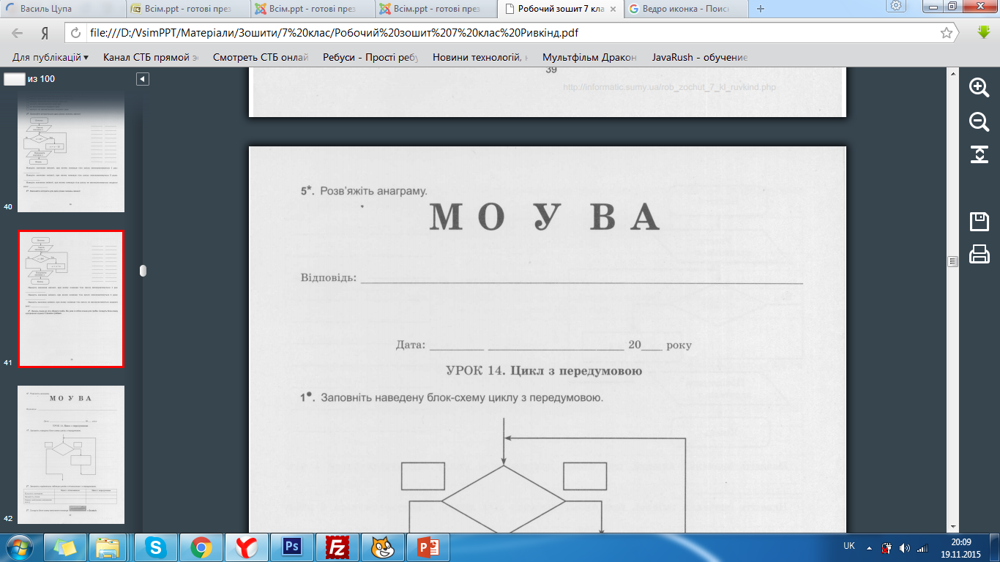 Василь Цупа
Всім.ppt - готові през
Всім.ppt - готові през
Всім.ppt - готові през
Робочий зошит 7 кла
Ведро иконка - Поис
file:///D:/VsimPPT/Матеріали/Зошити/7%20клас/Робочий%20зошит%207%20клас%20Ривкінд.pdf
Для публікацій
Канал СТБ прямой э
Смотреть СТБ онлай
Ребуси - Прості ребу
Новини технологій, н
Мультфільм Дракон
JavaRush - обучение
из 100
39
http://informatic.sumy.ua/rob_zochut_7_kl_ruvkind.php
40
41
42
5*. Розв'яжіть анаграму.
М О У В А
Відповідь:
Дата: 20 року
УРОК 14. Цикл з передумовою
1•. Заповніть наведену блок-схему циклу з передумовою.
UK
20:09
19.11.2015